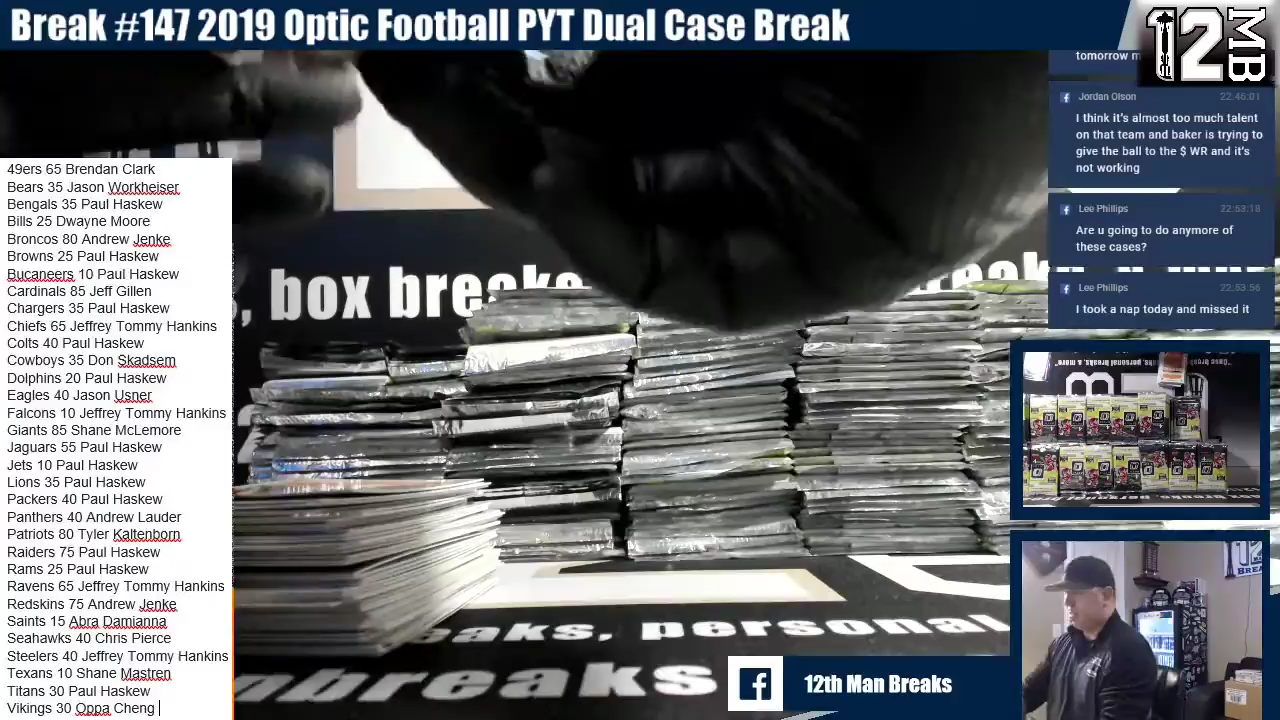 Break #147 2019 Optic Football PYT Dual Case Break
12
MB
tomorrow
Jordan Olson 22:46:01
I think it's almost too much talent
on that team and baker is trying to
give the ball to the $ WR and it's
not working
Lee Phillips 22:53:18
Are u going to do anymore of
these cases?
Lee Phillips 22:53:56
I took a nap today and missed it
49ers 65 Brendan Clark
Bears 35 Jason Workheiser
Bengals 35 Paul Haskew
Bills 25 Dwayne Moore
Broncos 80 Andrew Jenke
Browns 25 Paul Haskew
Bucaneers 10 Paul Haskew
Cardinals 85 Jeff Gillen
Chargers 35 Paul Haskew
Chiefs 65 Jeffrey Tommy Hankins
Colts 40 Paul Haskew
Cowboys 35 Don Skadsem
Dolphins 20 Paul Haskew
Eagles 40 Jason Usner
Falcons 10 Jeffrey Tommy Hankins
Giants 85 Shane McLemore
Jaguars 55 Paul Haskew
Jets 10 Paul Haskew
Lions 35 Paul Haskew
Packers 40 Paul Haskew
Panthers 40 Andrew Lauder
Patriots 80 Tyler Kaltenborn
Raiders 75 Paul Haskew
Rams 25 Paul Haskew
Ravens 65 Jeffrey Tommy Hankins
Redskins 75 Andrew Jenke
Saints 15 Abra Damianna
Seahawks 40 Chris Pierce
Steelers 40 Jeffrey Tommy Hankins
Texans 10 Shane Mastren
Titans 30 Paul Haskew
Vikings 30 Oppa Cheng
, box breaks
eaks, personal
nbreaks
12th Man Breaks